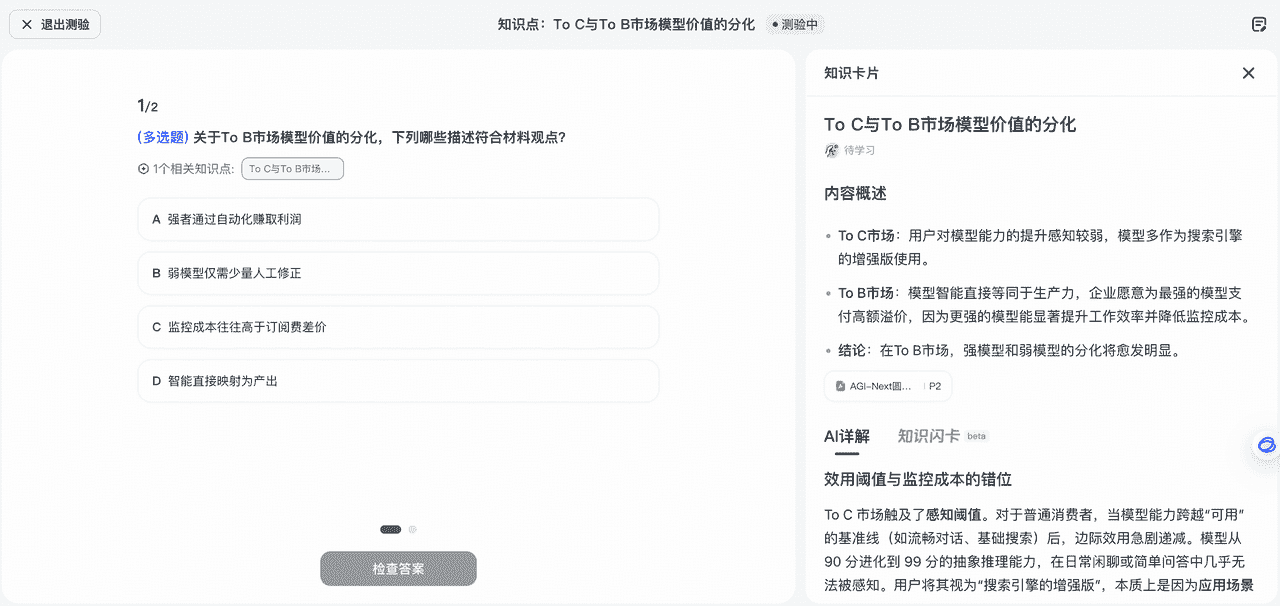 退出测验
知识点：To C与To B市场模型价值的分化
测验中
1/2
(多选题) 关于To B市场模型价值的分化，下列哪些描述符合材料观点？
1个相关知识点:
To C与To B市场...
A 强者通过自动化赚取利润
B 弱模型仅需少量人工修正
C 监控成本往往高于订阅费差价
D 智能直接映射为产出
检查答案
知识卡片
To C与To B市场模型价值的分化
待学习
内容概述
To C市场：用户对模型能力的提升感知较弱，模型多作为搜索引擎
的增强版使用。
To B市场：模型智能直接等同于生产力，企业愿意为最强的模型支
付高额溢价，因为更强的模型能显著提升工作效率并降低监控成本。
结论：在To B市场，强模型和弱模型的分化将愈发明显。
AGI-Next圆... P2
AI详解 知识闪卡 beta
效用阈值与监控成本的错位
To C 市场触及了感知阈值。对于普通消费者，当模型能力跨越“可用”
的基准线（如流畅对话、基础搜索）后，边际效用急剧递减。模型从
90 分进化到 99 分的抽象推理能力，在日常闲聊或简单问答中几乎无
法被感知。用户将其视为“搜索引擎的增强版”，本质上是因为应用场景